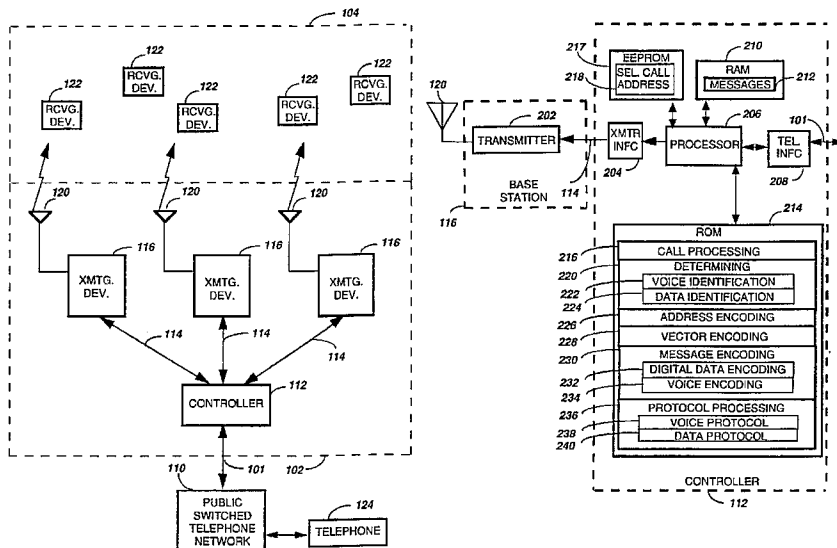 104
122
RCVG.
DEV.
122
RCVG.
DEV.
122
RCVG.
DEV.
122
RCVG.
DEV.
122
RCVG.
DEV.
120
120
120
116
XMTG.
DEV.
116
XMTG.
DEV.
116
XMTG.
DEV.
114
114
114
CONTROLLER
112
101
102
110
PUBLIC
SWITCHED
TELEPHONE
NETWORK
124
TELEPHONE
120
202
TRANSMITTER
BASE
STATION
116
114
XMTR
INFC
204
217
EEPROM
218
SEL. CALL
ADDRESS
210
RAM
MESSAGES
212
206
PROCESSOR
TEL
INFC
208
101
214
ROM
216
CALL PROCESSING
220
DETERMINING
222
VOICE IDENTIFICATION
224
DATA IDENTIFICATION
226
ADDRESS ENCODING
228
VECTOR ENCODING
230
MESSAGE ENCODING
232
DIGITAL DATA ENCODING
234
VOICE ENCODING
236
PROTOCOL PROCESSING
238
VOICE PROTOCOL
240
DATA PROTOCOL
CONTROLLER
112